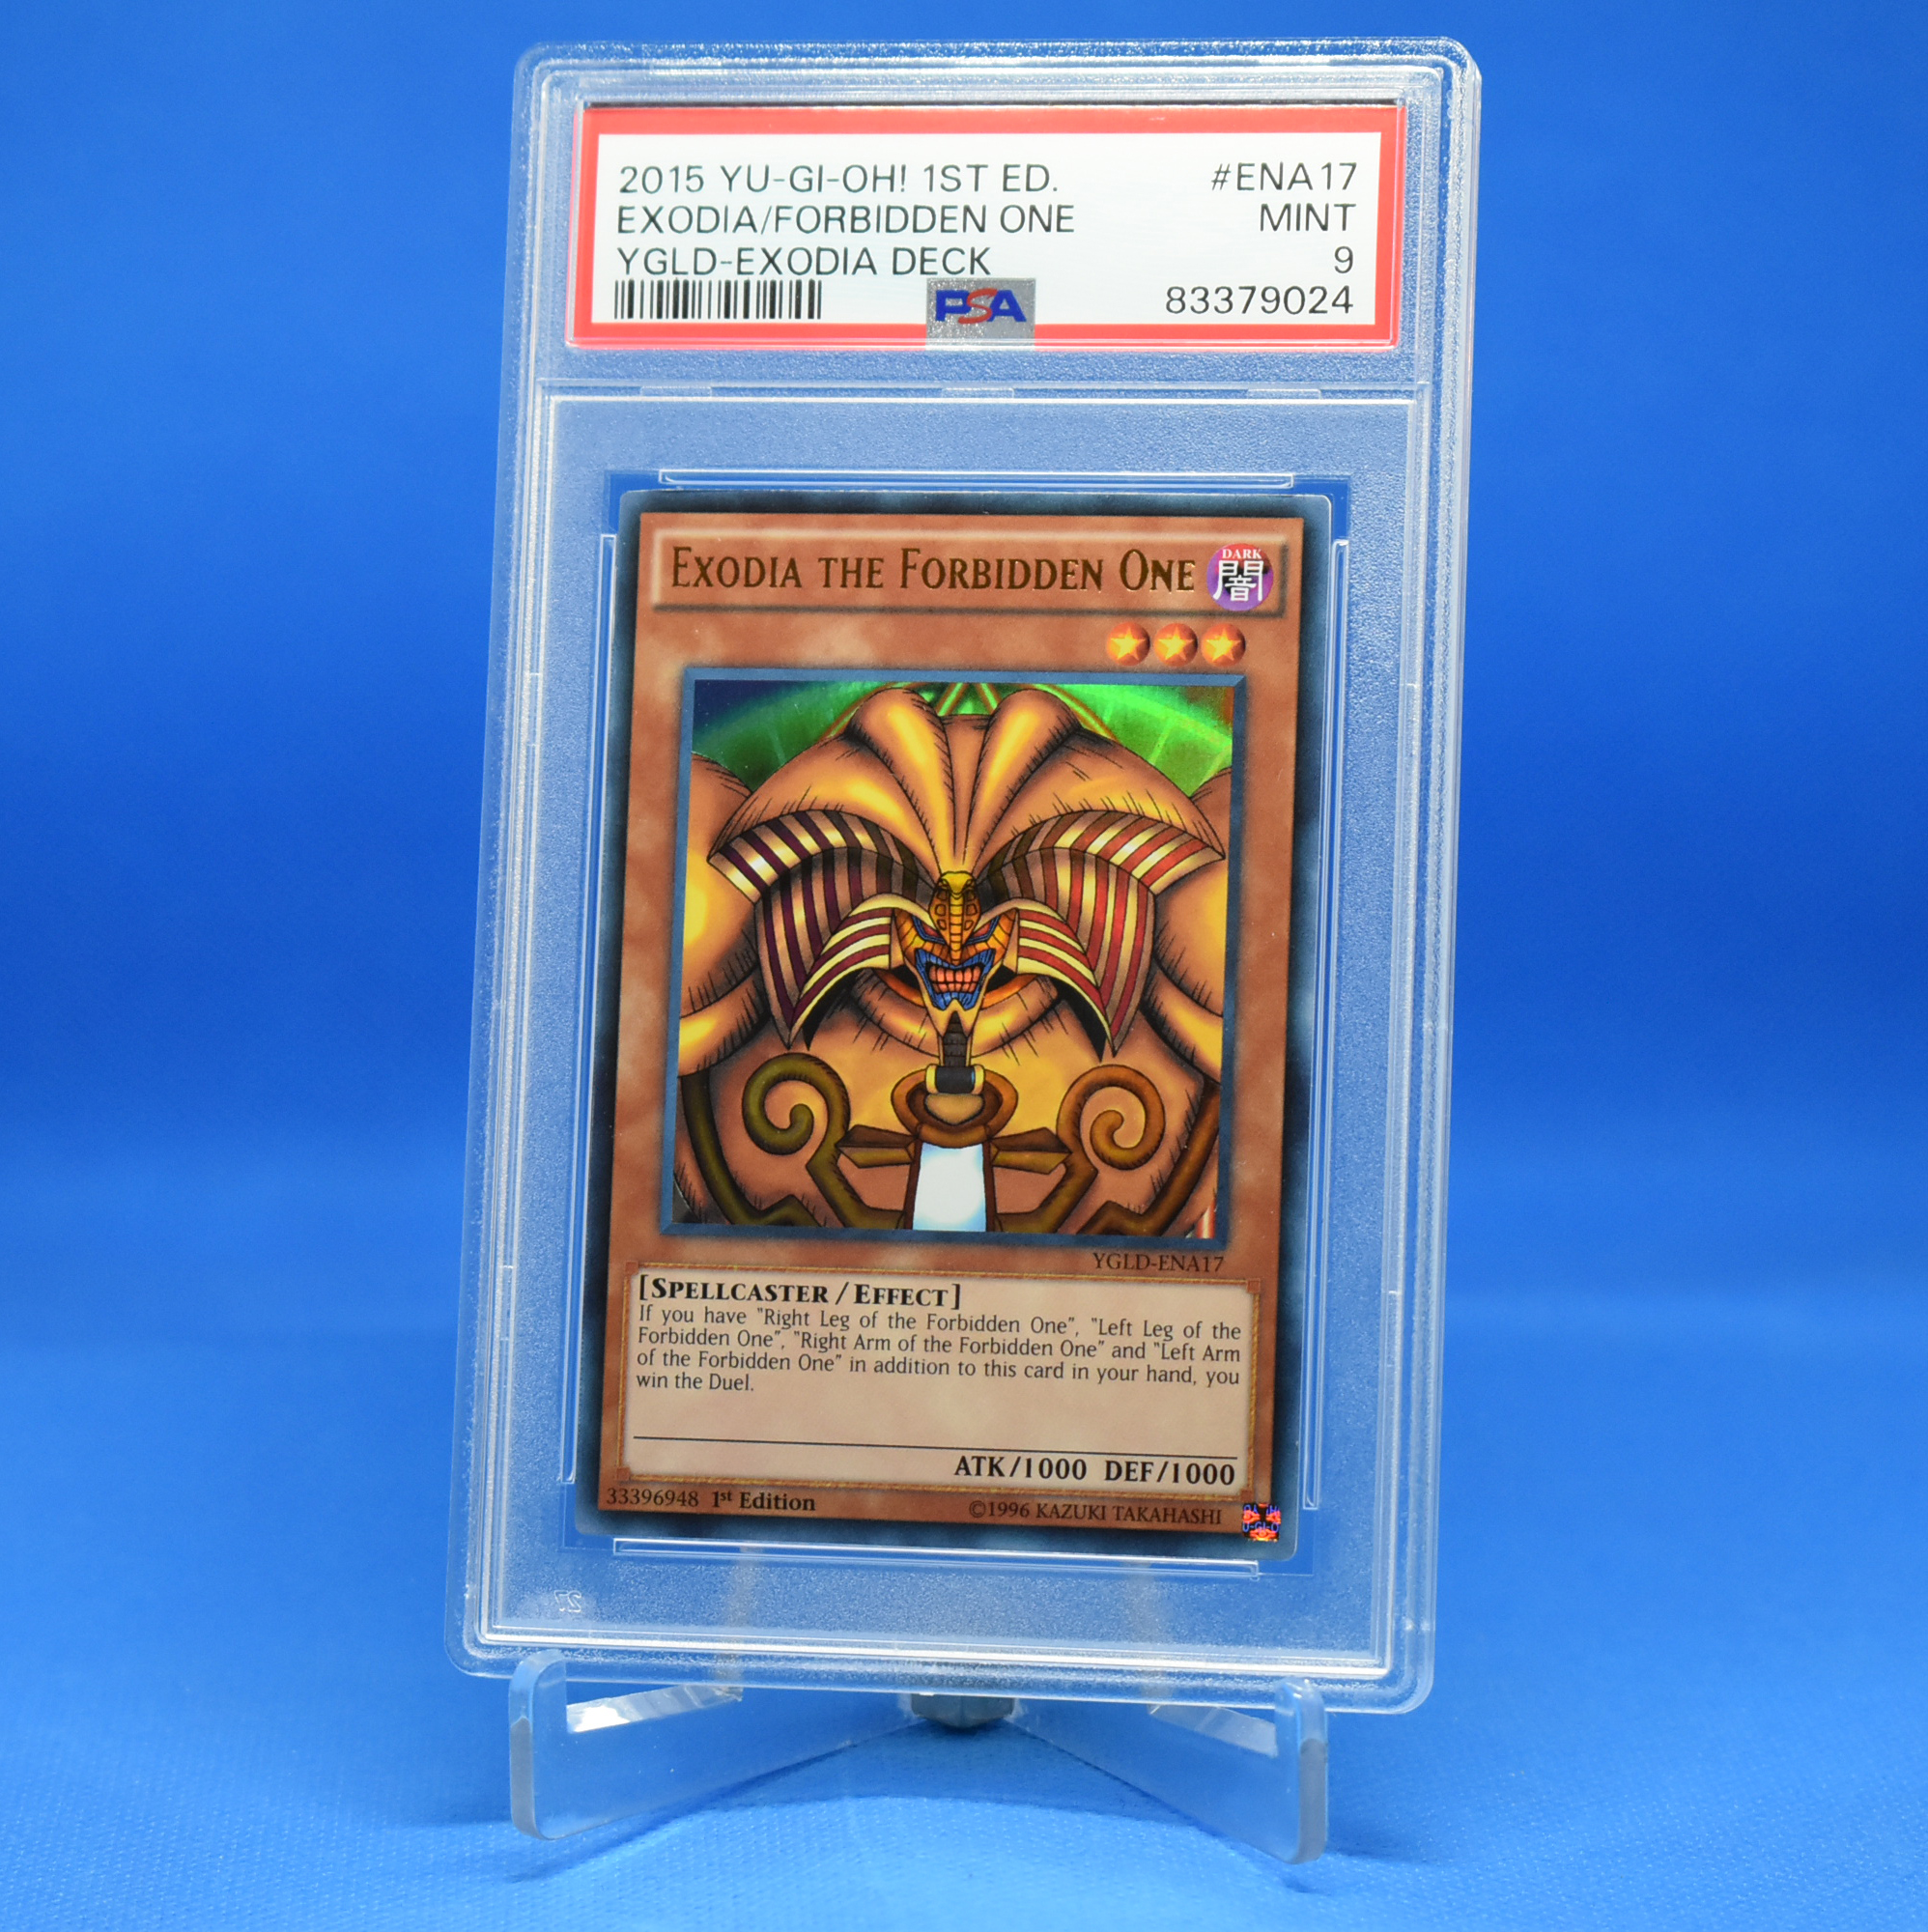 2015 YU-GI-OH! 1ST ED. #ENA17
EXODIA/FORBIDDEN ONE MINT
YGLD-EXODIA DECK 9
PSA 83379024
EXODIA THE FORBIDDEN ONE
DARK
闇
YGLD-ENA17
[SPELLCASTER / EFFECT]
If you have "Right Leg of the Forbidden One", "Left Leg of the
Forbidden One", "Right Arm of the Forbidden One" and "Left Arm
of the Forbidden One" in addition to this card in your hand, you
win the Duel.
ATK/1000 DEF/1000
33396948 1st Edition ©1996 KAZUKI TAKAHASHI